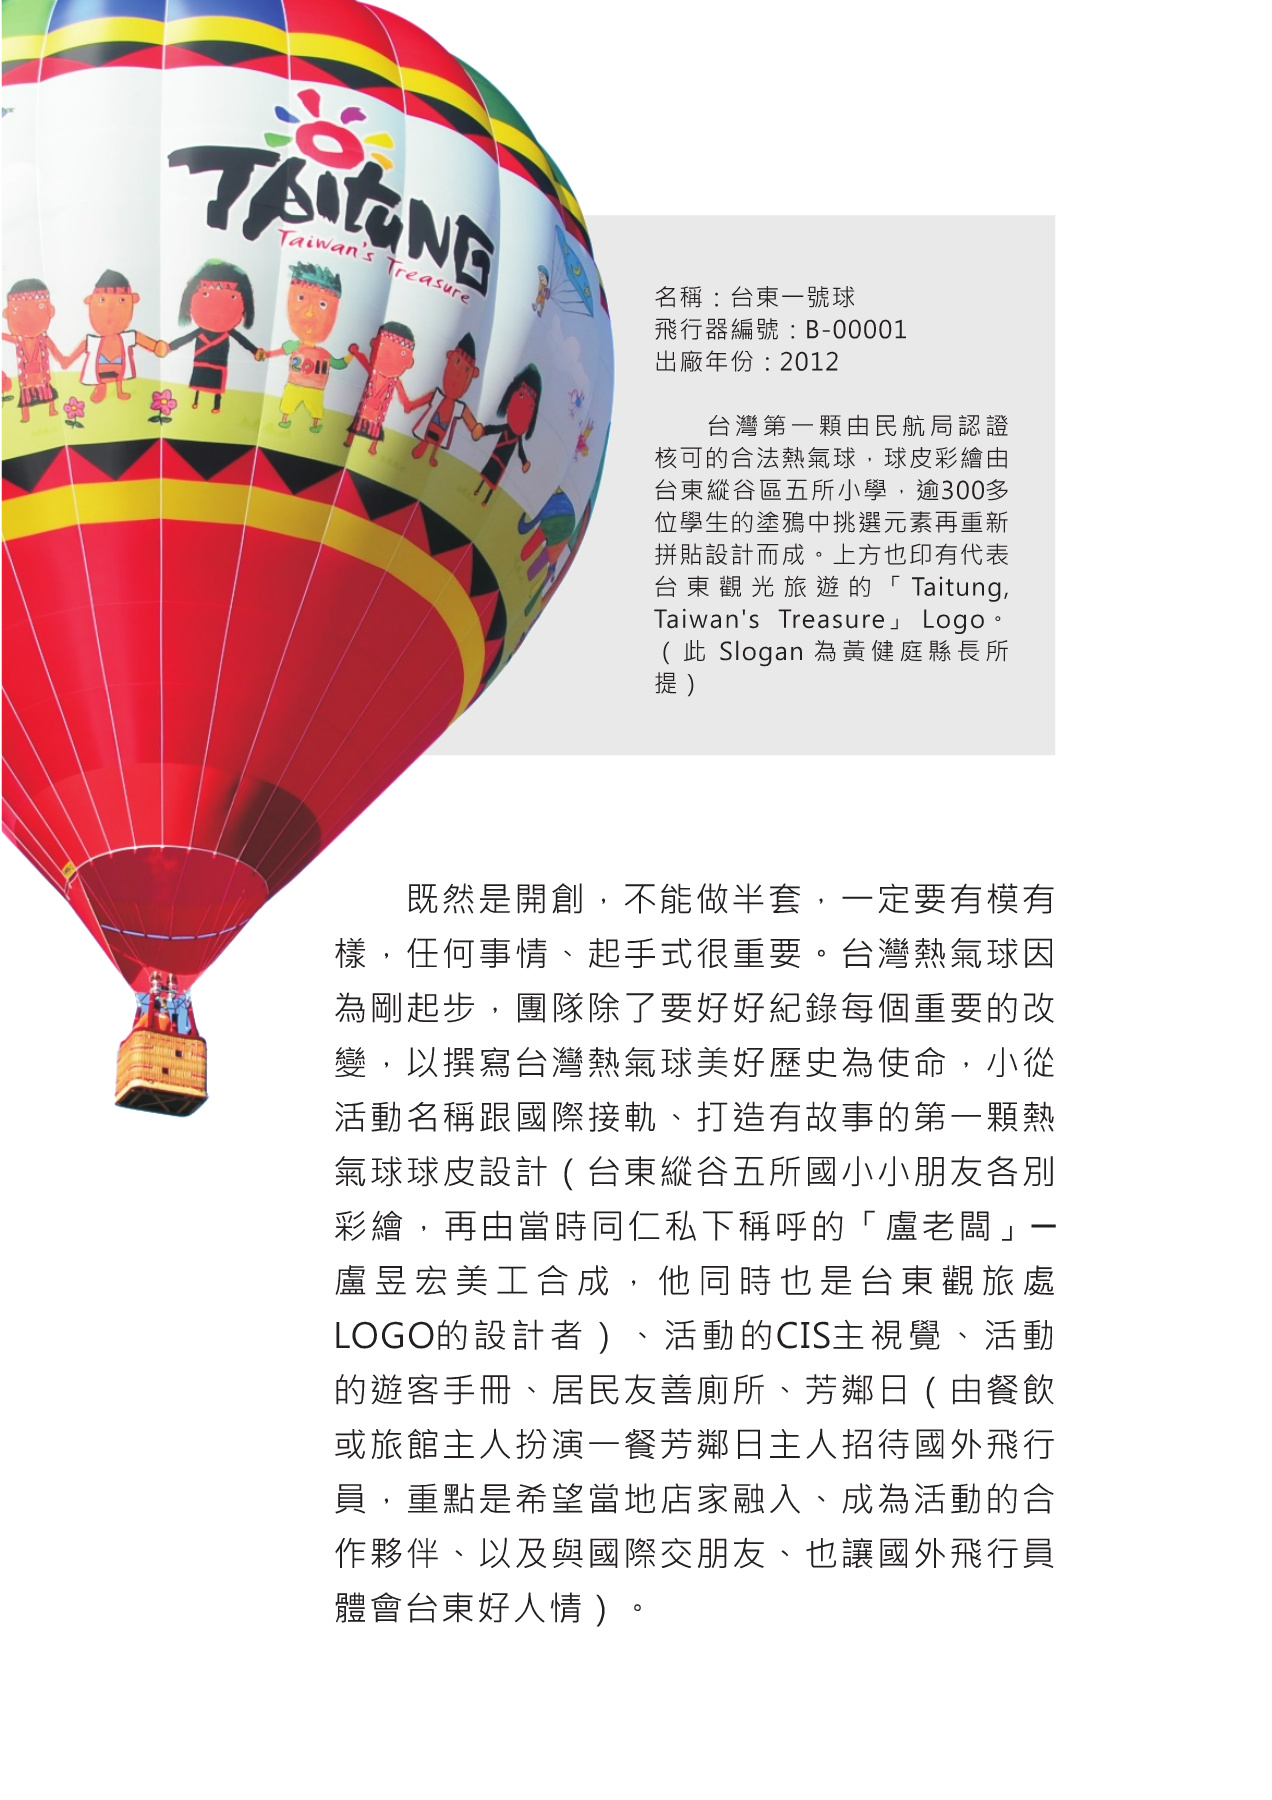 TAituNG
Taiwan's Treasure
2011
名稱：台東一號球
飛行器編號：B-00001
出廠年份：2012
台灣第一顆由民航局認證
核可的合法熱氣球，球皮彩繪由
台東縱谷區五所小學，逾300多
位學生的塗鴉中挑選元素再重新
拼貼設計而成。上方也印有代表
台東觀光旅遊的「Taitung,
Taiwan's Treasure」Logo。
（此 Slogan 為黃健庭縣長所
提）
既然是開創，不能做半套，一定要有模有
樣，任何事情、起手式很重要。台灣熱氣球因
為剛起步，團隊除了要好好紀錄每個重要的改
變，以撰寫台灣熱氣球美好歷史為使命，小從
活動名稱跟國際接軌、打造有故事的第一顆熱
氣球球皮設計（台東縱谷五所國小小朋友各別
彩繪，再由當時同仁私下稱呼的「盧老闆」—
盧昱宏美工合成，他同時也是台東觀旅處
LOGO的設計者）、活動的CIS主視覺、活動
的遊客手冊、居民友善廁所、芳鄰日（由餐飲
或旅館主人扮演一餐芳鄰日主人招待國外飛行
員，重點是希望當地店家融入、成為活動的合
作夥伴、以及與國際交朋友、也讓國外飛行員
體會台東好人情）。